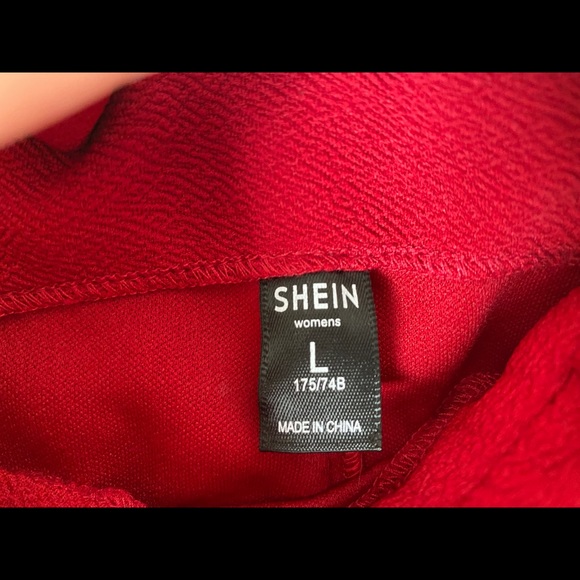 SHEIN
womens
L
175/74B
MADE IN CHINA